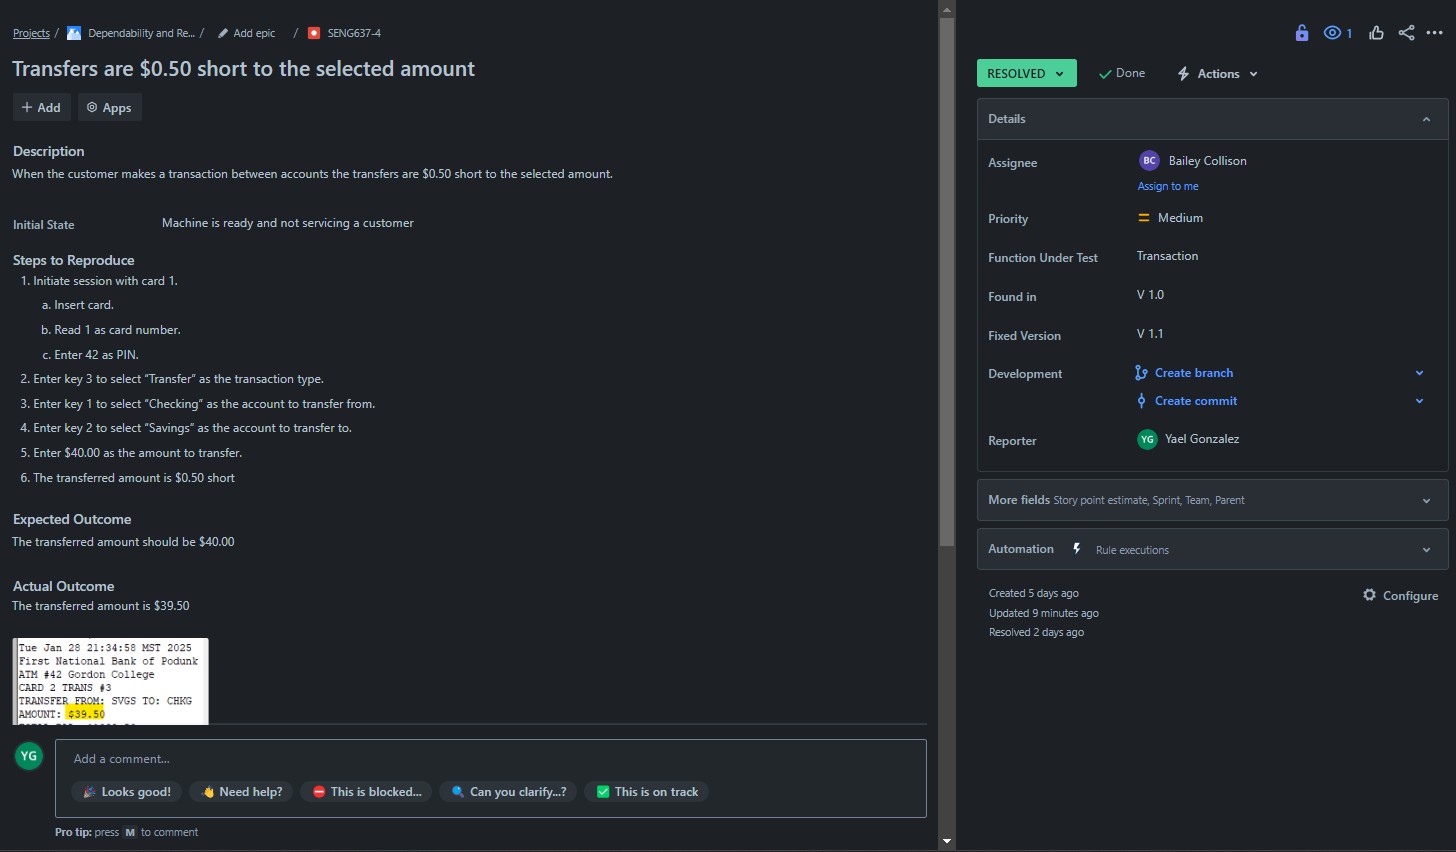 Projects / Dependability and Re... / Add epic / SENG637-4
Transfers are $0.50 short to the selected amount
Add Apps
Description
When the customer makes a transaction between accounts the transfers are $0.50 short to the selected amount.
Initial State Machine is ready and not servicing a customer
Steps to Reproduce
1. Initiate session with card 1.
a. Insert card.
b. Read 1 as card number.
c. Enter 42 as PIN.
2. Enter key 3 to select “Transfer” as the transaction type.
3. Enter key 1 to select “Checking” as the account to transfer from.
4. Enter key 2 to select “Savings” as the account to transfer to.
5. Enter $40.00 as the amount to transfer.
6. The transferred amount is $0.50 short
Expected Outcome
The transferred amount should be $40.00
Actual Outcome
The transferred amount is $39.50
Tue Jan 28 21:34:58 MST 2025
First National Bank of Podunk
ATM #42 Gordon College
CARD 2 TRANS #3
TRANSFER FROM: SVGS TO: CHKG
AMOUNT: $39.50
YG
Add a comment...
Looks good! Need help? This is blocked... Can you clarify...? This is on track
Pro tip: press M to comment
1
RESOLVED Done Actions
Details
Assignee BC Bailey Collison
Assign to me
Priority Medium
Function Under Test Transaction
Found in V 1.0
Fixed Version V 1.1
Development Create branch
Create commit
Reporter YG Yael Gonzalez
More fields Story point estimate, Sprint, Team, Parent
Automation Rule executions
Created 5 days ago
Configure
Updated 9 minutes ago
Resolved 2 days ago